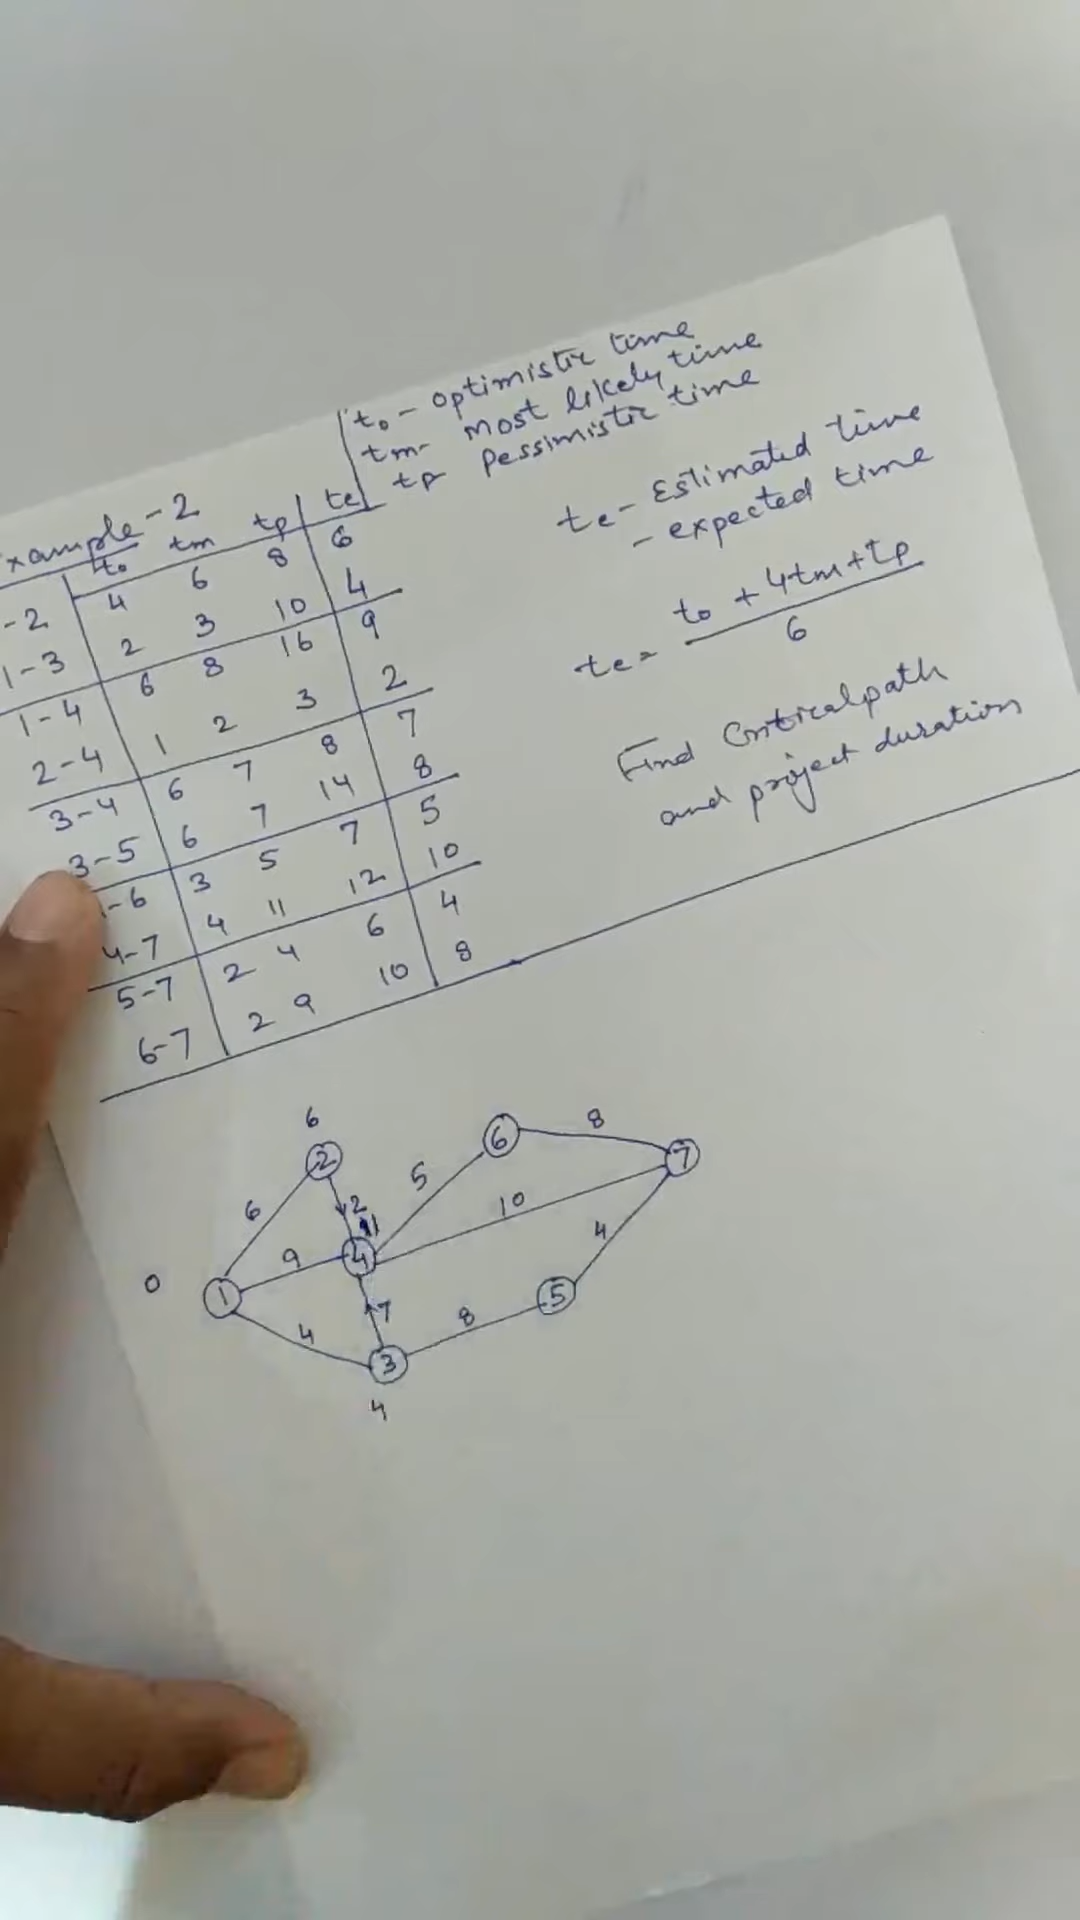 to - optimistic time
tm - most likely time
tp pessimistic time
xample-2
to tm tp te
-2 4 6 8 6
1-3 2 3 10 4
1-4 6 8 16 9
2-4 1 2 3 2
3-4 6 7 8 7
3-5 6 7 14 8
-6 3 5 7 5
4-7 4 11 12 10
5-7 2 4 6 4
6-7 2 9 10 8
te - Estimated time
- expected time
te = to + 4tm + tp
6
Find Critical path
and project duration
6
2
6
8
6
5
7
2
11
10
9
4
4
0
1
7
5
8
4
3
4